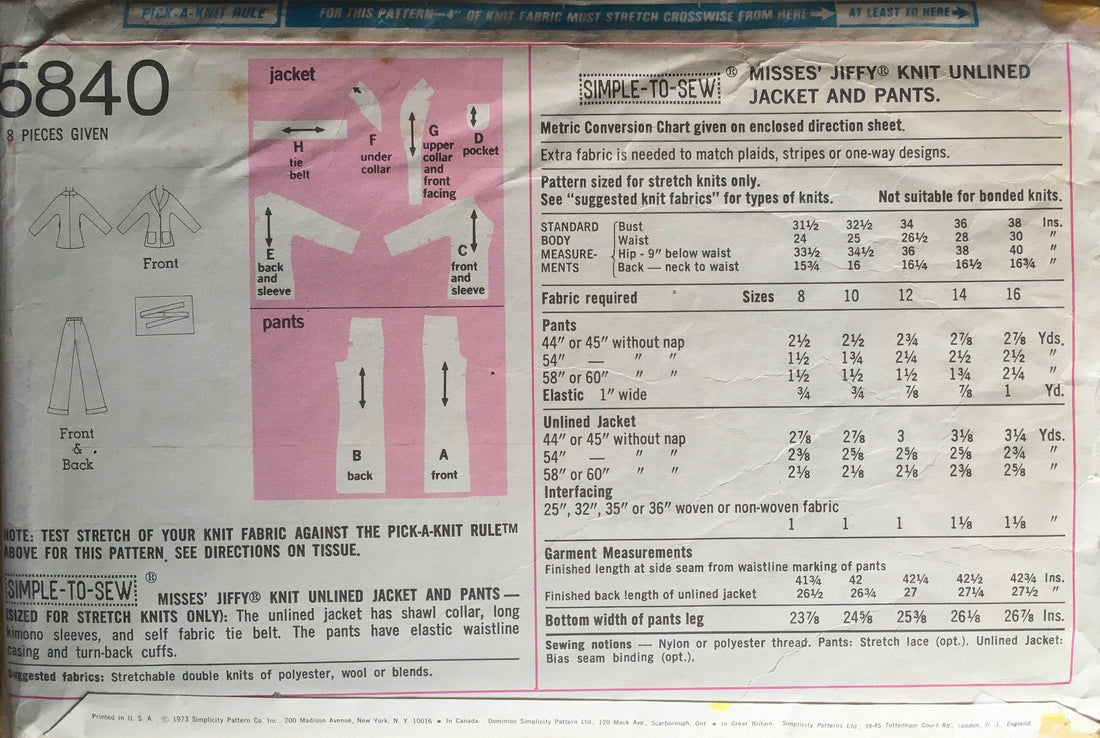 PICK-A-KNIT RULE
FOR THIS PATTERN—4" OF KNIT FABRIC MUST STRETCH CROSSWISE FROM HERE
AT LEAST TO HERE
5840
8 PIECES GIVEN
Front
Front
&
Back
jacket
H
tie
belt
F
under
collar
G
upper
collar
and
front
facing
D
pocket
E
back
and
sleeve
C
front
and
sleeve
pants
B
back
A
front
NOTE: TEST STRETCH OF YOUR KNIT FABRIC AGAINST THE PICK-A-KNIT RULE™
ABOVE FOR THIS PATTERN. SEE DIRECTIONS ON TISSUE.
SIMPLE-TO-SEW ® MISSES' JIFFY® KNIT UNLINED JACKET AND PANTS—
(SIZED FOR STRETCH KNITS ONLY): The unlined jacket has shawl collar, long
kimono sleeves, and self fabric tie belt. The pants have elastic waistline
casing and turn-back cuffs.
Suggested fabrics: Stretchable double knits of polyester, wool or blends.
SIMPLE-TO-SEW ® MISSES' JIFFY® KNIT UNLINED
JACKET AND PANTS.
Metric Conversion Chart given on enclosed direction sheet.
Extra fabric is needed to match plaids, stripes or one-way designs.
Pattern sized for stretch knits only.
See "suggested knit fabrics" for types of knits. Not suitable for bonded knits.
STANDARD Bust 31½ 32½ 34 36 38 Ins.
BODY Waist 24 25 26½ 28 30 "
MEASURE- Hip - 9" below waist 33½ 34½ 36 38 40 "
MENTS Back — neck to waist 15¾ 16 16¼ 16½ 16¾ "
Fabric required Sizes 8 10 12 14 16
Pants
44" or 45" without nap 2½ 2½ 2¾ 2⅞ 2⅞ Yds.
54" — " " 1½ 1¾ 2¼ 2½ 2½ "
58" or 60" " " 1½ 1½ 1½ 1¾ 2¼ "
Elastic 1" wide ¾ ¾ ⅞ ⅞ 1 Yd.
Unlined Jacket
44" or 45" without nap 2⅞ 2⅞ 3 3⅛ 3¼ Yds.
54" — " " 2⅜ 2⅝ 2⅝ 2⅝ 2¾ "
58" or 60" " " 2⅛ 2⅛ 2⅛ 2⅜ 2⅝ "
Interfacing
25", 32", 35" or 36" woven or non-woven fabric
1 1 1 1⅛ 1⅛ "
Garment Measurements
Finished length at side seam from waistline marking of pants
41¾ 42 42¼ 42½ 42¾ Ins.
Finished back length of unlined jacket 26½ 26¾ 27 27¼ 27½ "
Bottom width of pants leg 23⅞ 24⅝ 25⅜ 26⅛ 26⅞ Ins.
Sewing notions — Nylon or polyester thread. Pants: Stretch lace (opt.). Unlined Jacket:
Bias seam binding (opt.).
Printed in U. S. A. © 1973 Simplicity Pattern Co. Inc., 200 Madison Avenue, New York, N. Y. 10016 • In Canada: Dominion Simplicity Pattern Ltd., 120 Mack Ave., Scarborough, Ont. • In Great Britain: Simplicity Patterns Ltd., 39-45 Tottenham Court Rd., London, W. 1., England.